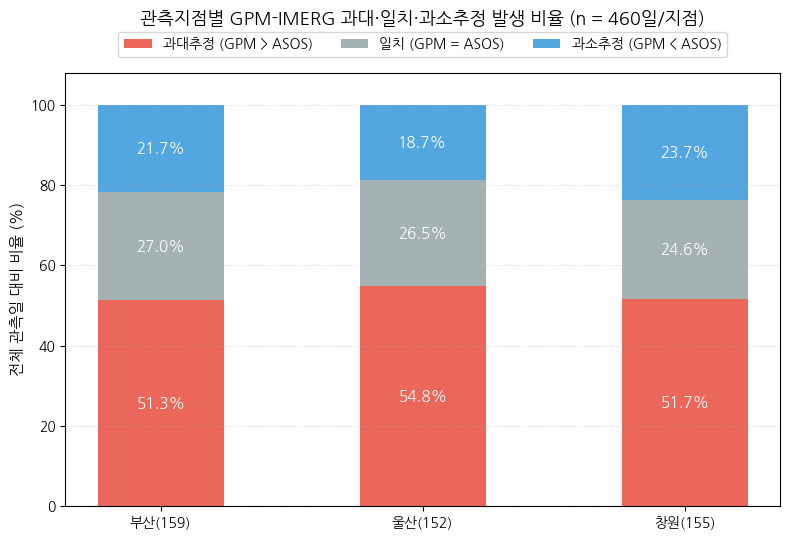 관측지점별 GPM-IMERG 과대·일치·과소추정 발생 비율 (n = 460일/지점)
과대추정 (GPM > ASOS) 일치 (GPM = ASOS) 과소추정 (GPM < ASOS)
전체 관측일 대비 비율 (%)
100
80
60
40
20
0
21.7% 18.7% 23.7%
27.0% 26.5% 24.6%
51.3% 54.8% 51.7%
부산(159) 울산(152) 창원(155)